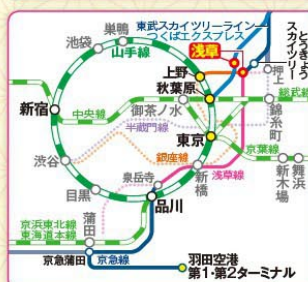 東武スカイツリーライン
つくばエクスプレス
とうきょう
スカイツリー
巣鴨
池袋
山手線
浅草
上野
押上
秋葉原
新宿
中央線
御茶ノ水
総武線
半蔵門線
錦糸町
東京
渋谷
銀座線
京葉線
泉岳寺
新橋
浅草線
新木場
舞浜
目黒
品川
京浜東北線
東海道本線
蒲田
京急蒲田
京急線
羽田空港
第1・第2ターミナル